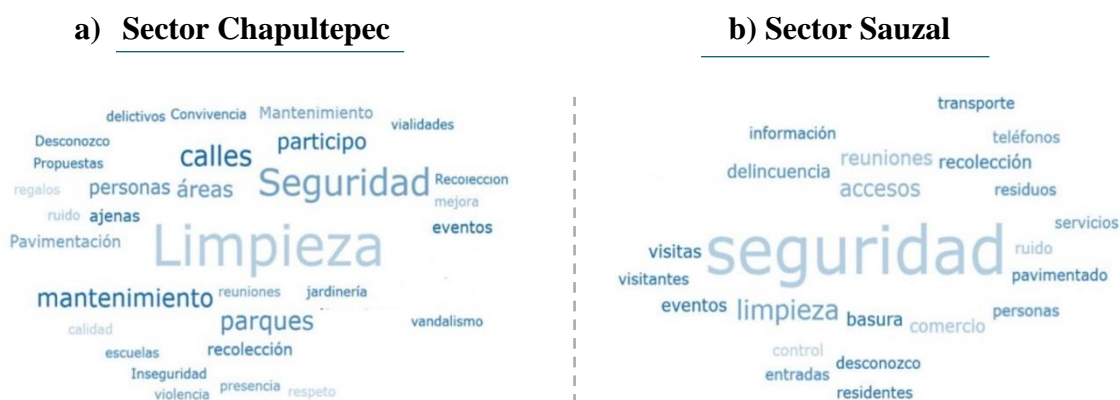 a) Sector Chapultepec
delictivos Convivencia Mantenimiento
vialidades
Desconozco
participo
calles
Propuestas
Seguridad Recolección
regalos personas áreas
mejora
ruido ajenas
eventos
Pavimentación Limpieza
mantenimiento reuniones jardinería
parques vandalismo
calidad
escuelas recolección
Inseguridad
violencia presencia respeto
b) Sector Sauzal
transporte
información teléfonos
reuniones recolección
delincuencia
accesos residuos
servicios
visitas seguridad ruido
visitantes pavimentado
eventos limpieza basura comercio personas
control
desconozco
entradas
residentes